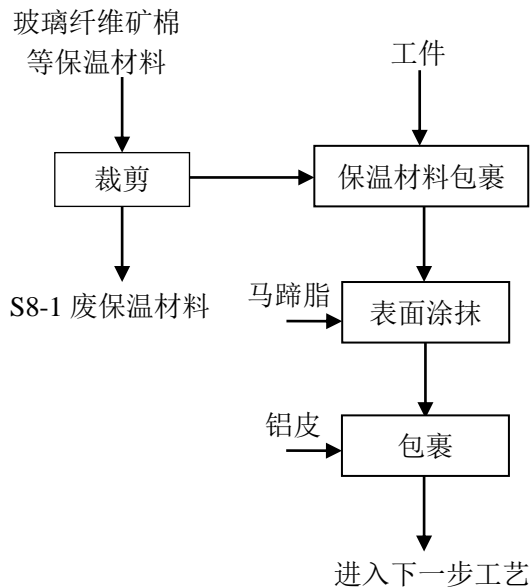 玻璃纤维矿棉
等保温材料
工件
裁剪
保温材料包裹
S8-1 废保温材料
马蹄脂
表面涂抹
铝皮
包裹
进入下一步工艺